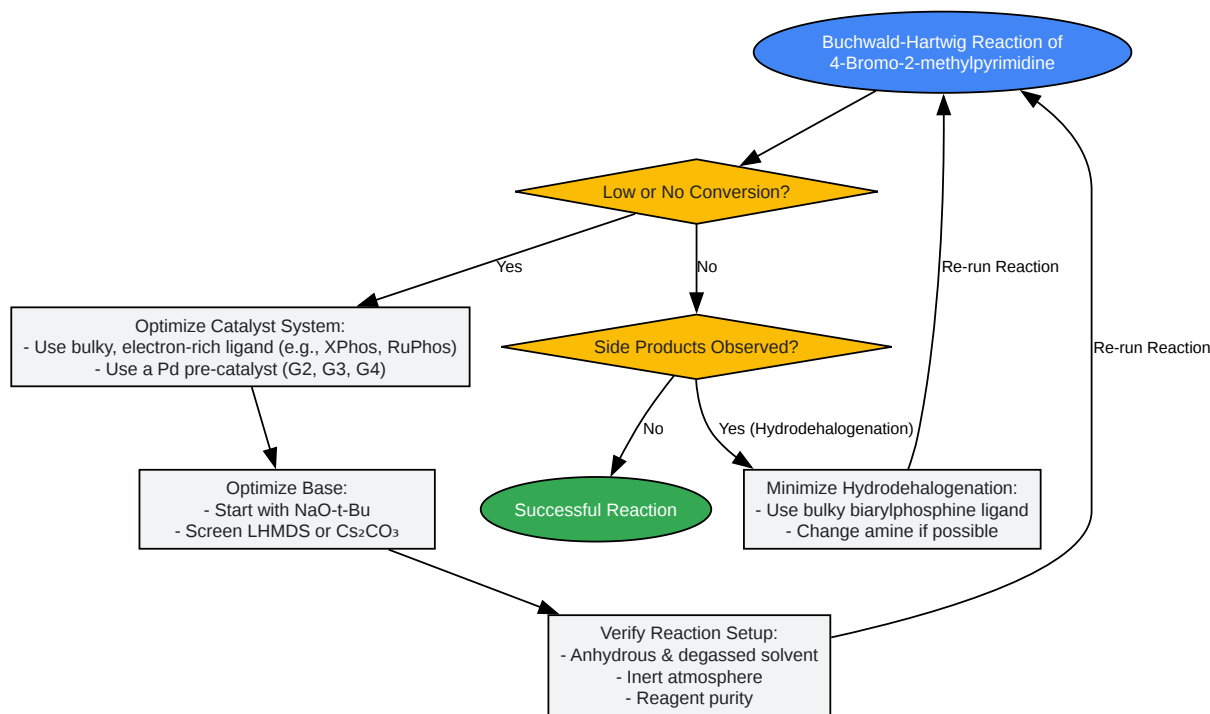 Buchwald-Hartwig Reaction of
4-Bromo-2-methylpyrimidine
Low or No Conversion?
Yes
No
Re-run Reaction
Optimize Catalyst System:
- Use bulky, electron-rich ligand (e.g., XPhos, RuPhos)
- Use a Pd pre-catalyst (G2, G3, G4)
Side Products Observed?
Re-run Reaction
No
Yes (Hydrodehalogenation)
Optimize Base:
- Start with NaO-t-Bu
- Screen LHMDS or Cs₂CO₃
Successful Reaction
Minimize Hydrodehalogenation:
- Use bulky biarylphosphine ligand
- Change amine if possible
Verify Reaction Setup:
- Anhydrous & degassed solvent
- Inert atmosphere
- Reagent purity